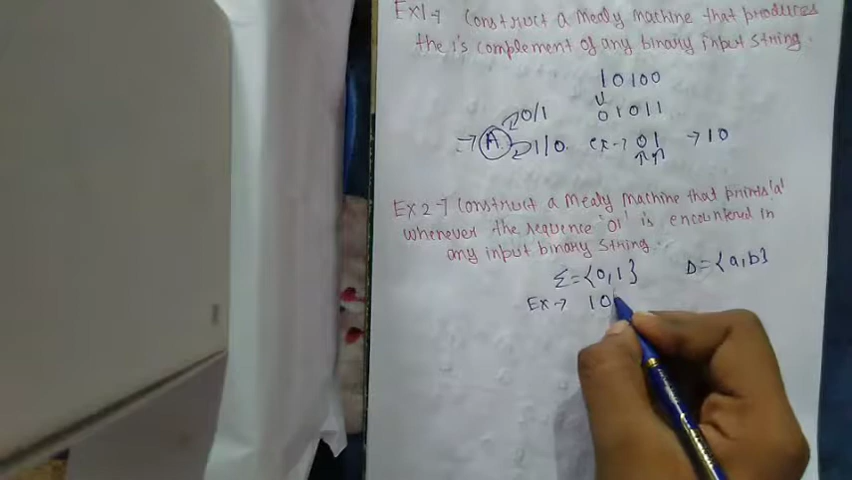 Ex1→ Construct a mealy machine that produces
the 1's complement of any binary input string.
10100
↓
01011
→ A 0/1
1/0. ex→ 01 → 10
↑↑
Ex 2→ Construct a mealy machine that prints 'a'
whenever the sequence '01' is encountered in
any input binary string.
Σ={0,1} Δ={a,b}
Ex→ 10